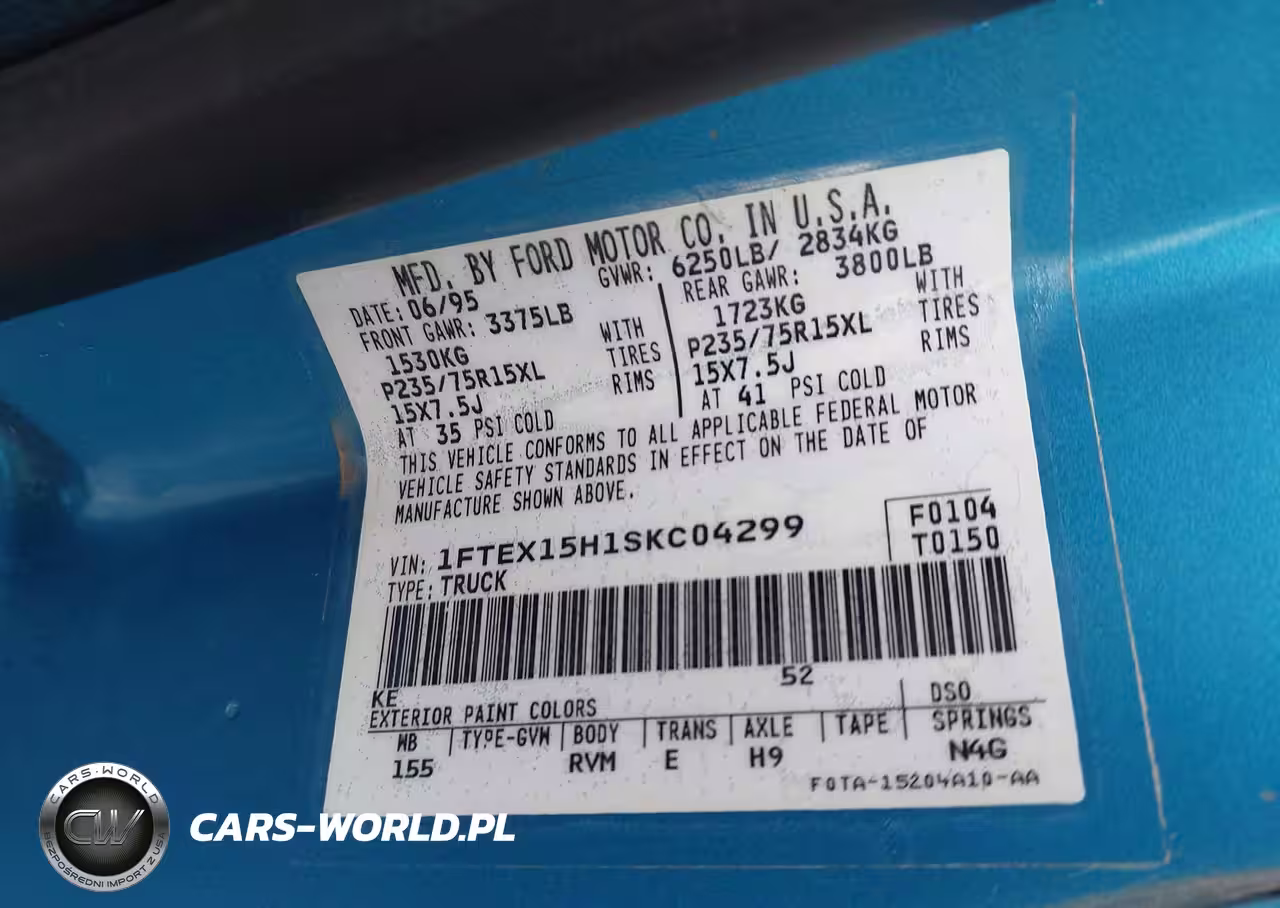 MFD. BY FORD MOTOR CO. IN U.S.A.
DATE: 06/95 GVWR: 6250LB/ 2834KG
FRONT GAWR: 3375LB REAR GAWR: 3800LB
1530KG WITH 1723KG WITH
P235/75R15XL TIRES P235/75R15XL TIRES
15X7.5J RIMS 15X7.5J RIMS
AT 35 PSI COLD AT 41 PSI COLD
THIS VEHICLE CONFORMS TO ALL APPLICABLE FEDERAL MOTOR
VEHICLE SAFETY STANDARDS IN EFFECT ON THE DATE OF
MANUFACTURE SHOWN ABOVE.
F0104
VIN: 1FTEX15H1SKC04299 T0150
TYPE: TRUCK
KE 52
EXTERIOR PAINT COLORS DSO
WB TYPE-GVW BODY TRANS AXLE TAPE SPRINGS
155 RVM E H9 N4G
F0TA-15204A10-AA
CARS-WORLD
CW
BEZPOŚREDNI IMPORT Z USA
CARS-WORLD.PL